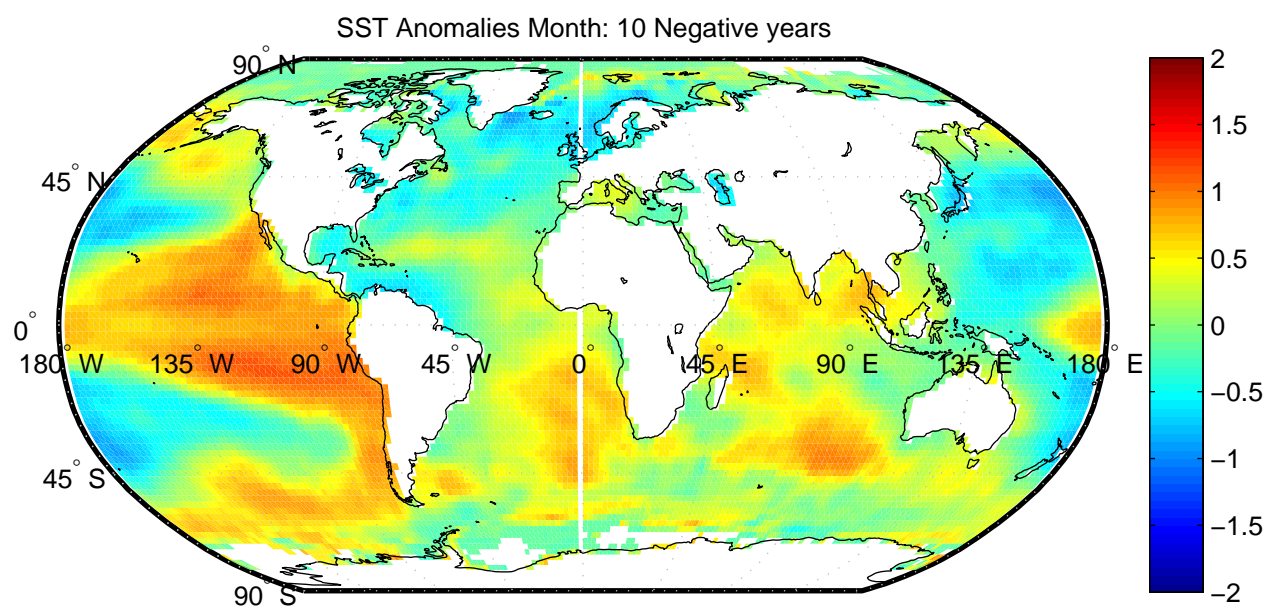 SST Anomalies Month: 10 Negative years
90° N
45° N
0°
180° W
135° W
90° W
45° W
0°
45° E
90° E
135° E
180° E
45° S
90° S
2
1.5
1
0.5
0
−0.5
−1
−1.5
−2